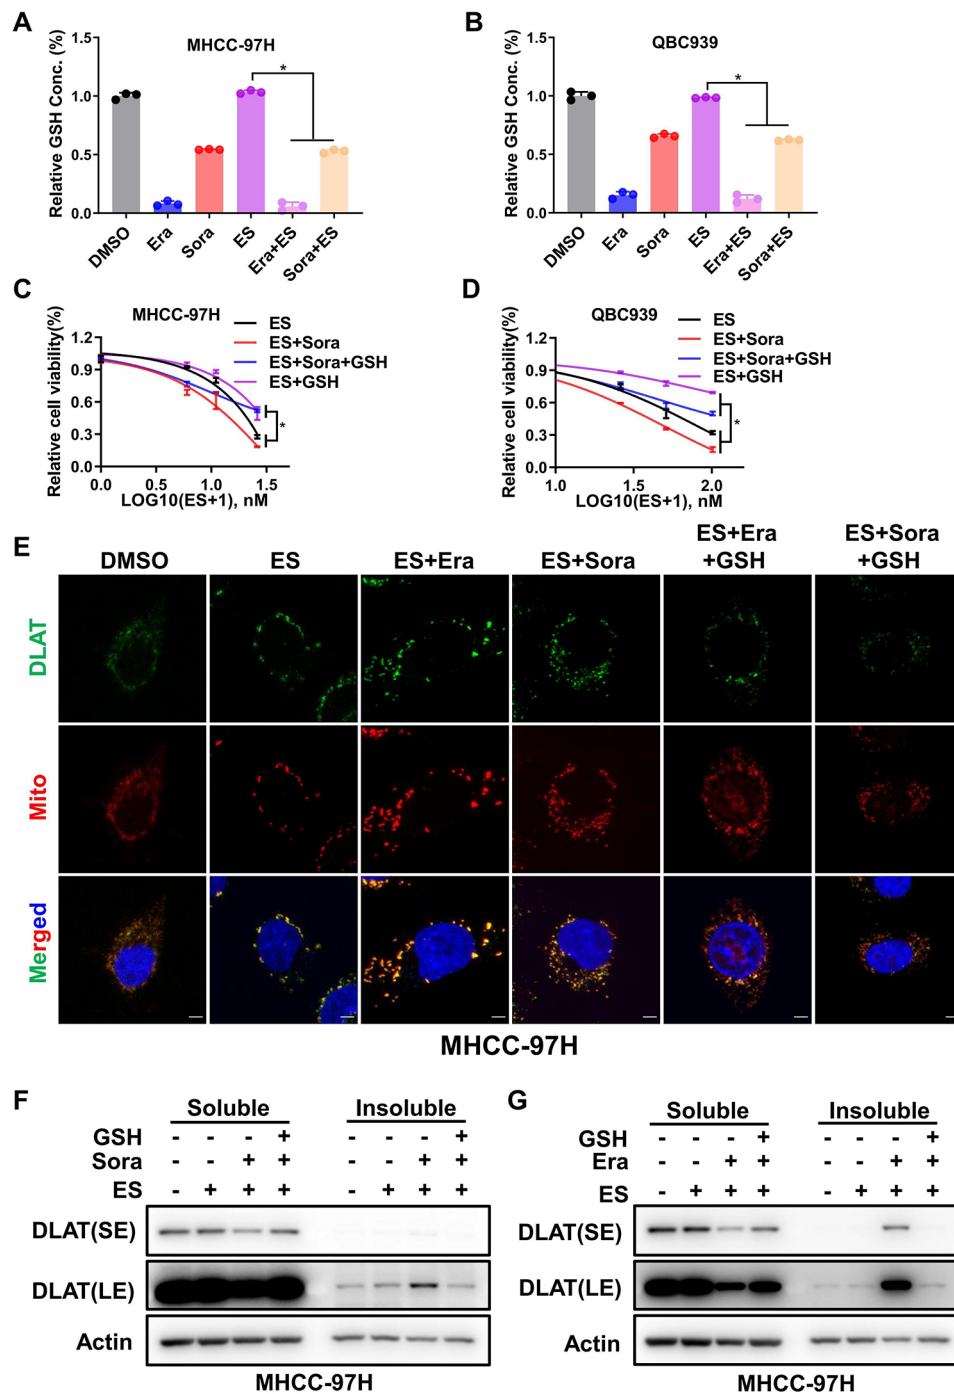 A
MHCC-97H
Relative GSH Conc. (%)
1.5
1.0
0.5
0.0
*
DMSO
Era
Sora
ES
Era+ES
Sora+ES
B
QBC939
Relative GSH Conc. (%)
1.5
1.0
0.5
0.0
*
DMSO
Era
Sora
ES
Era+ES
Sora+ES
C
MHCC-97H
ES
ES+Sora
ES+Sora+GSH
ES+GSH
Relative cell viability(%)
1.2
0.9
0.6
0.3
0.0
*
0.0 0.5 1.0 1.5
LOG10(ES+1), nM
D
QBC939
ES
ES+Sora
ES+Sora+GSH
ES+GSH
Relative cell viability(%)
1.2
0.9
0.6
0.3
0.0
*
1.0 1.5 2.0
LOG10(ES+1), nM
E
DMSO ES ES+Era ES+Sora ES+Era +GSH ES+Sora +GSH
DLAT
Mito
Merged
MHCC-97H
F
Soluble Insoluble
GSH - - - + - - - +
Sora - - + + - - + +
ES - + + + - + + +
DLAT(SE)
DLAT(LE)
Actin
MHCC-97H
G
Soluble Insoluble
GSH - - - + - - - +
Era - - + + - - + +
ES - + + + - + + +
DLAT(SE)
DLAT(LE)
Actin
MHCC-97H